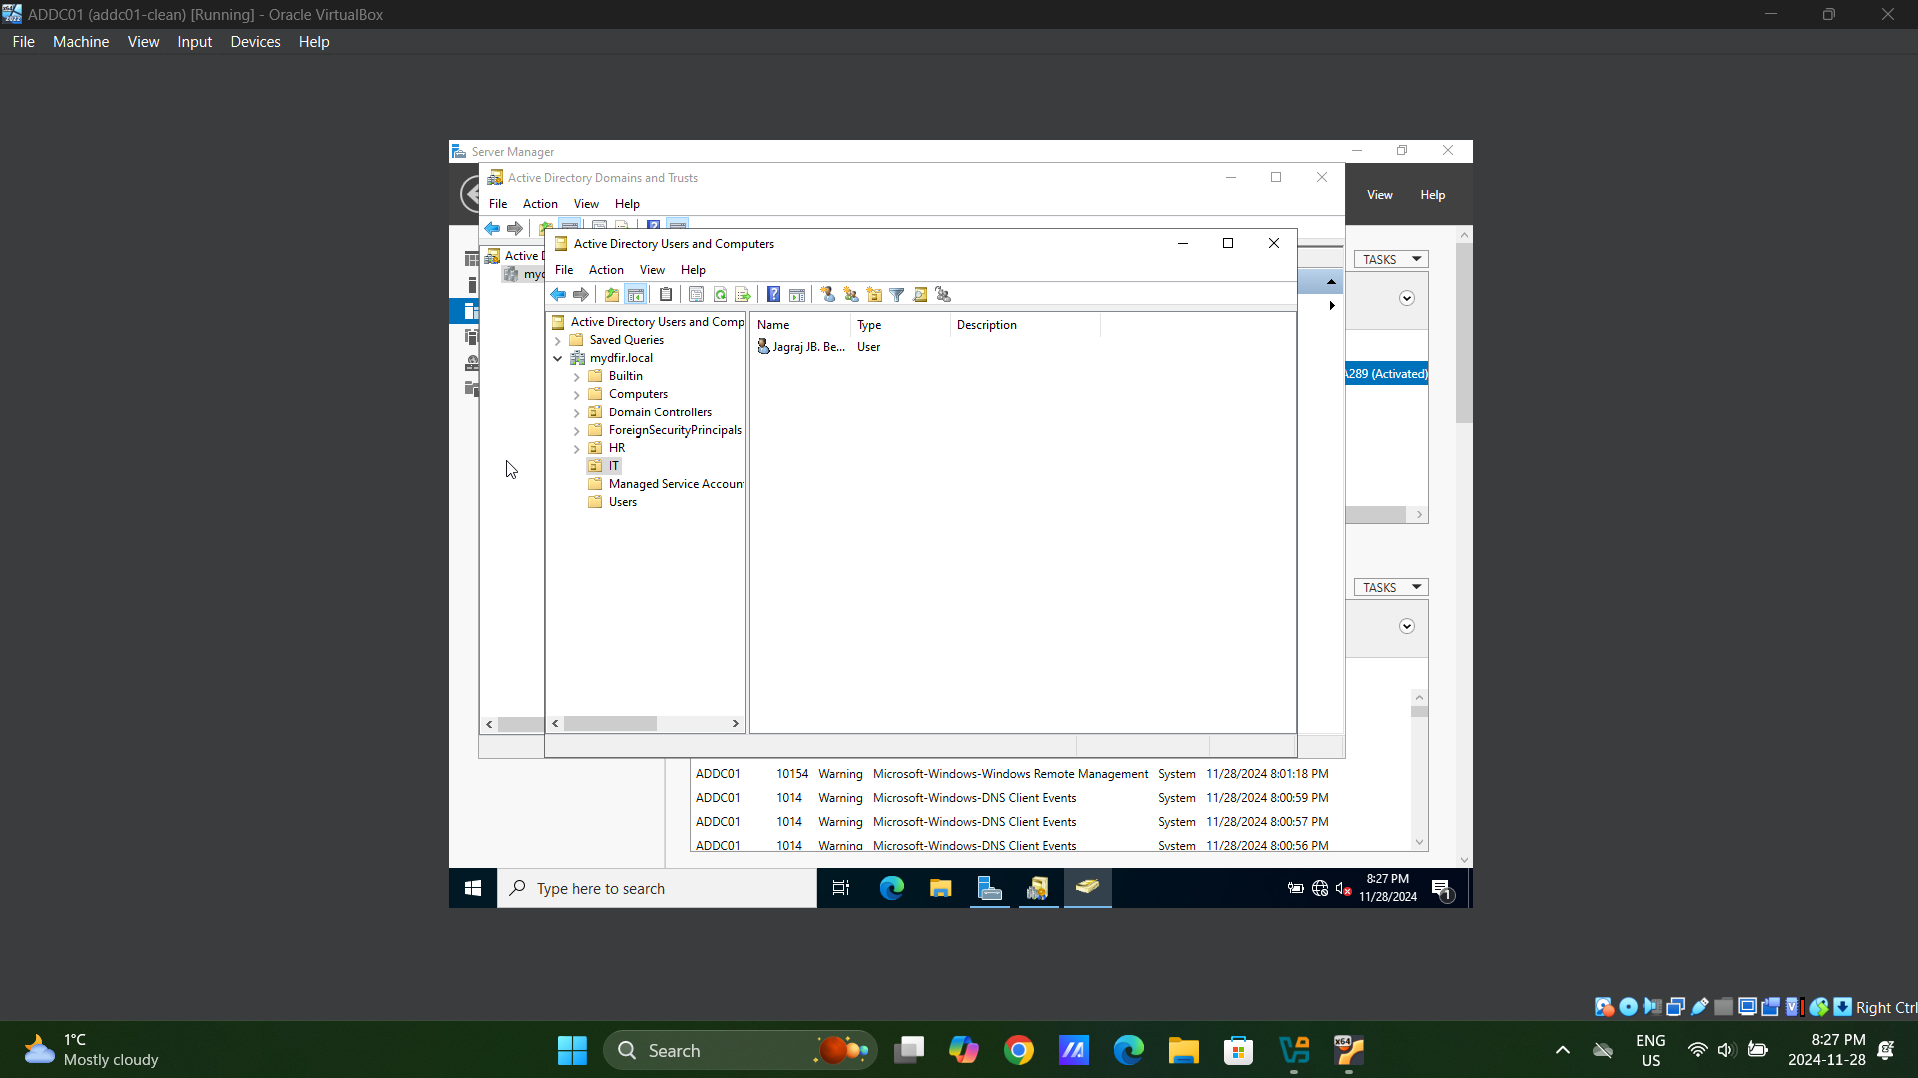 ADDC01 (addc01-clean) [Running] - Oracle VirtualBox
File Machine View Input Devices Help
Server Manager
Active Directory Domains and Trusts
File Action View Help
View Help
Active D
myd
Active Directory Users and Computers
File Action View Help
Active Directory Users and Comp
Saved Queries
mydfir.local
Builtin
Computers
Domain Controllers
ForeignSecurityPrincipals
HR
IT
Managed Service Accoun
Users
Name Type Description
Jagraj JB. Be... User
TASKS
A289 (Activated)
TASKS
ADDC01 10154 Warning Microsoft-Windows-Windows Remote Management System 11/28/2024 8:01:18 PM
ADDC01 1014 Warning Microsoft-Windows-DNS Client Events System 11/28/2024 8:00:59 PM
ADDC01 1014 Warning Microsoft-Windows-DNS Client Events System 11/28/2024 8:00:57 PM
ADDC01 1014 Warning Microsoft-Windows-DNS Client Events System 11/28/2024 8:00:56 PM
Type here to search
8:27 PM
11/28/2024
1
Right Ctrl
1°C
Mostly cloudy
Search
x64
ENG
US
8:27 PM
2024-11-28